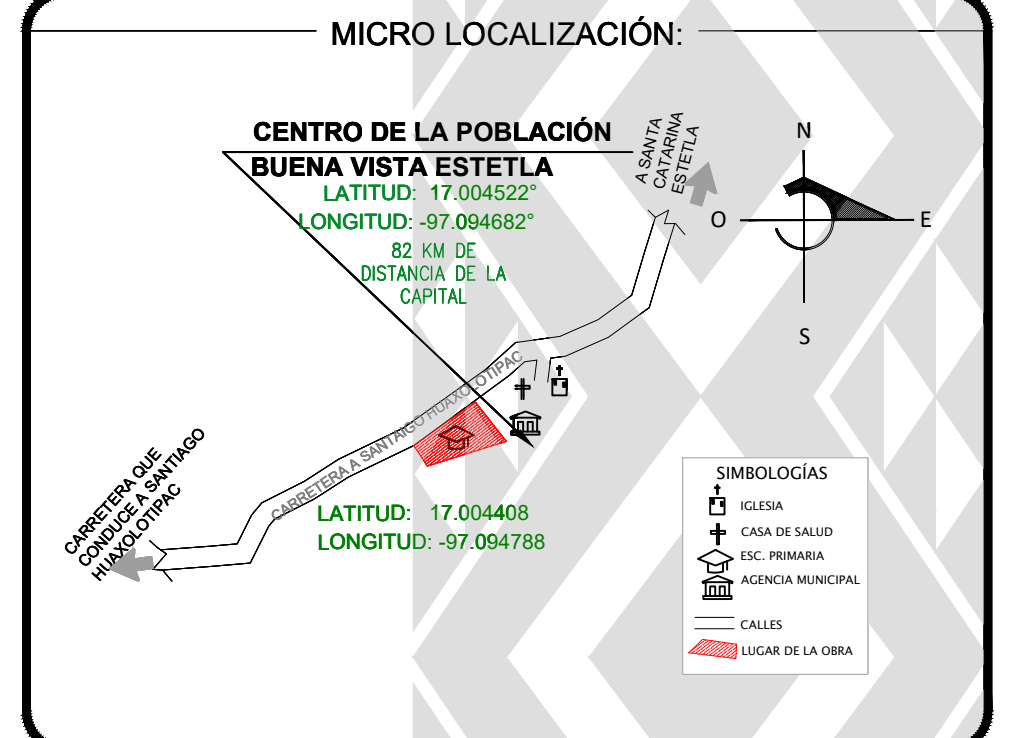 MICRO LOCALIZACIÓN:
CENTRO DE LA POBLACIÓN
BUENA VISTA ESTETLA
LATITUD: 17.004522°
LONGITUD: -97.094682°
82 KM DE
DISTANCIA DE LA
CAPITAL
A SANTA
CATARINA
ESTETLA
N
O
E
S
CARRETERA A SANTAIGO HUAXOLOTIPAC
CARRETERA QUE
CONDUCE A SANTIAGO
HUAXOLOTIPAC
LATITUD: 17.004408
LONGITUD: -97.094788
SIMBOLOGÍAS
IGLESIA
CASA DE SALUD
ESC. PRIMARIA
AGENCIA MUNICIPAL
CALLES
LUGAR DE LA OBRA